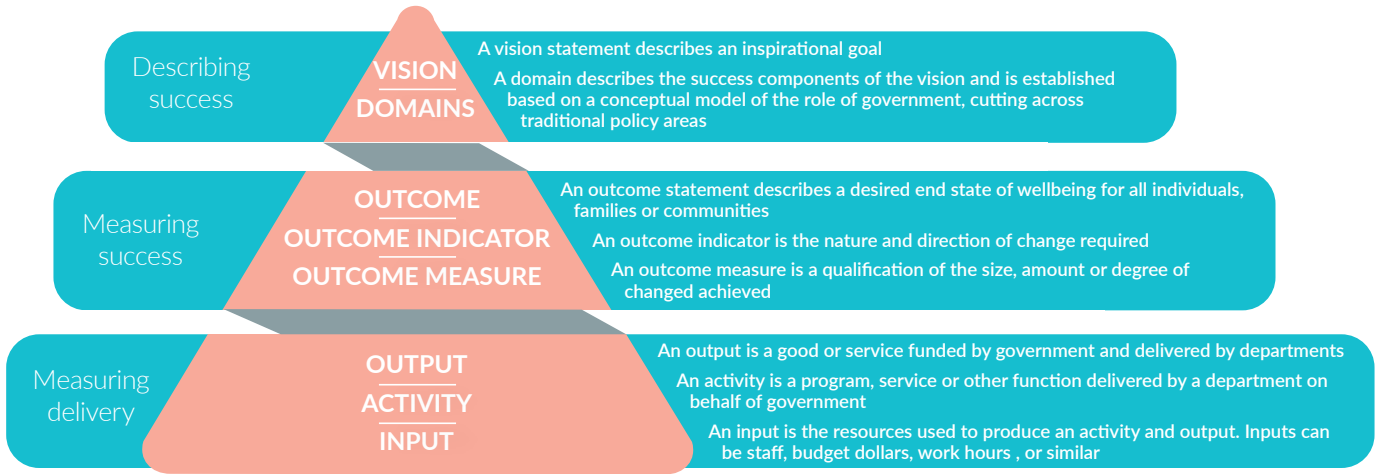 Describing
success
VISION
DOMAINS
A vision statement describes an inspirational goal
A domain describes the success components of the vision and is established
based on a conceptual model of the role of government, cutting across
traditional policy areas
Measuring
success
OUTCOME
OUTCOME INDICATOR
OUTCOME MEASURE
An outcome statement describes a desired end state of wellbeing for all individuals,
families or communities
An outcome indicator is the nature and direction of change required
An outcome measure is a qualification of the size, amount or degree of
changed achieved
Measuring
delivery
OUTPUT
ACTIVITY
INPUT
An output is a good or service funded by government and delivered by departments
An activity is a program, service or other function delivered by a department on
behalf of government
An input is the resources used to produce an activity and output. Inputs can
be staff, budget dollars, work hours , or similar